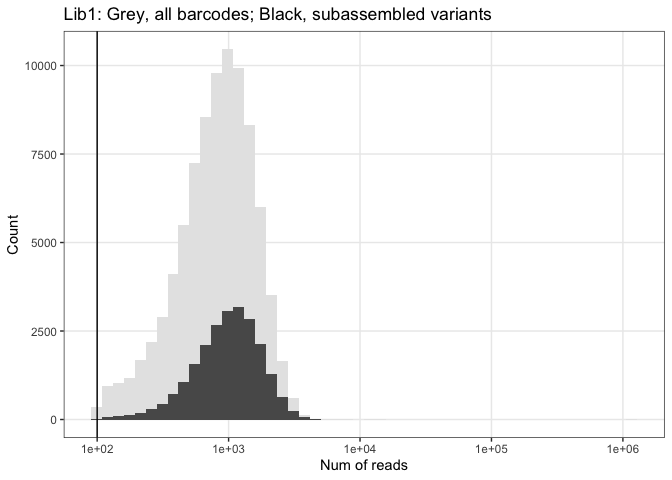 Lib1: Grey, all barcodes; Black, subassembled variants
10000
7500
5000
2500
0
Count
1e+02 1e+03 1e+04 1e+05 1e+06
Num of reads